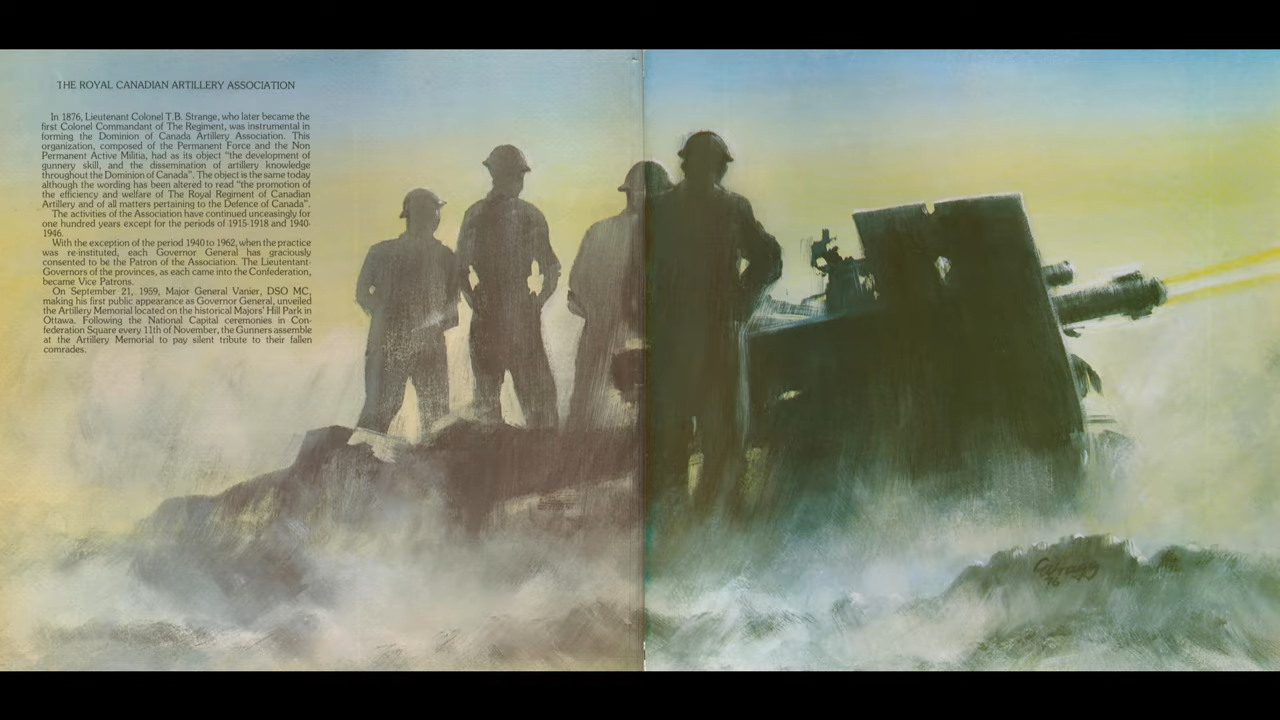 THE ROYAL CANADIAN ARTILLERY ASSOCIATION
In 1876, Lieutenant Colonel T.B. Strange, who later became the
first Colonel Commandant of The Regiment, was instrumental in
forming the Dominion of Canada Artillery Association. This
organization, composed of the Permanent Force and the Non
Permanent Active Militia, had as its object “the development of
gunnery skill, and the dissemination of artillery knowledge
throughout the Dominion of Canada”. The object is the same today
although the wording has been altered to read “the promotion of
the efficiency and welfare of The Royal Regiment of Canadian
Artillery and of all matters pertaining to the Defence of Canada”.
The activities of the Association have continued unceasingly for
one hundred years except for the periods of 1915-1918 and 1940-
1946.
With the exception of the period 1940 to 1962, when the practice
was re-instituted, each Governor General has graciously
consented to be the Patron of the Association. The Lieutenant-
Governors of the provinces, as each came into the Confederation,
became Vice Patrons.
On September 21, 1959, Major General Vanier, DSO MC,
making his first public appearance as Governor General, unveiled
the Artillery Memorial located on the historical Majors' Hill Park in
Ottawa. Following the National Capital ceremonies in Con-
federation Square every 11th of November, the Gunners assemble
at the Artillery Memorial to pay silent tribute to their fallen
comrades.
76